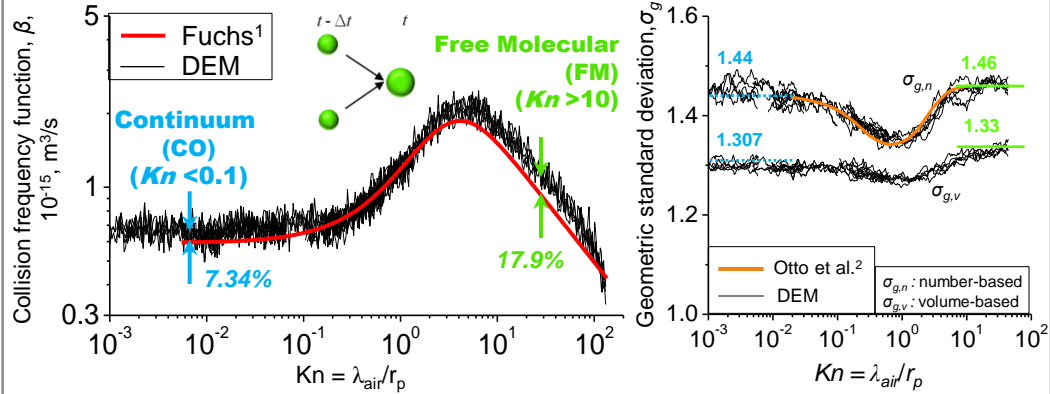 Collision frequency function, β,
10⁻¹⁵, m³/s
5
1
0.3
Fuchs¹
DEM
t - Δt
t
Free Molecular
(FM)
(Kn >10)
Continuum
(CO)
(Kn <0.1)
7.34%
17.9%
10⁻³
10⁻²
10⁻¹
10⁰
10¹
10²
Kn = λair/rp
Geometric standard deviation,σg
1.6
1.4
1.2
1.0
1.44
1.46
σg,n
1.307
1.33
σg,v
Otto et al.²
DEM
σg,n : number-based
σg,v : volume-based
10⁻³
10⁻²
10⁻¹
10⁰
10¹
10²
Kn = λair/rp